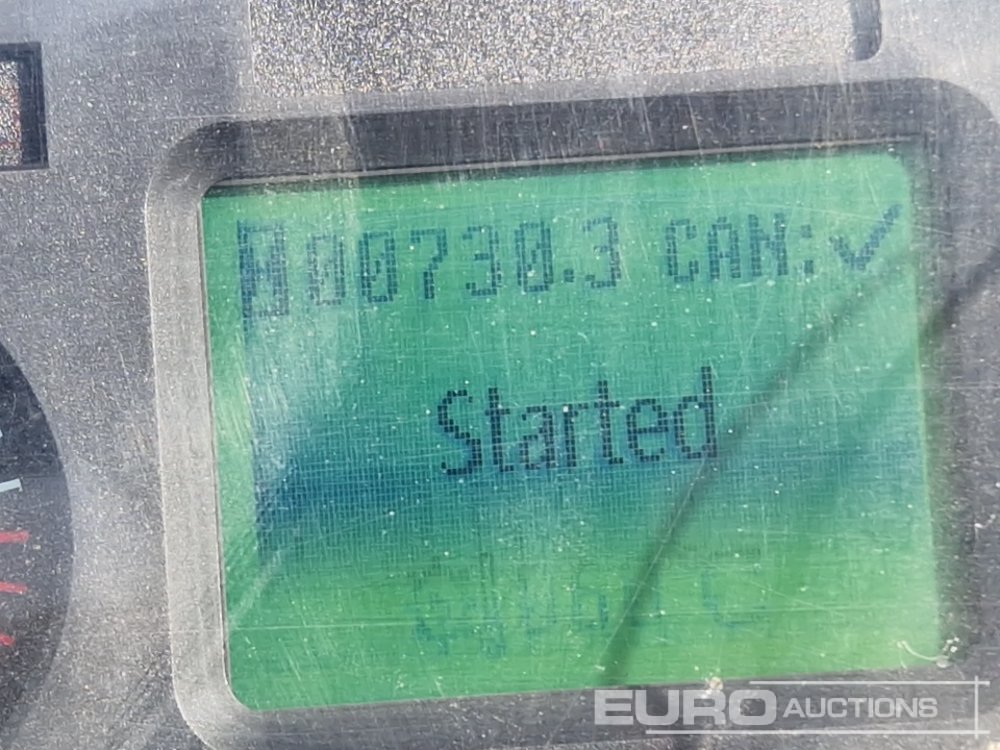 00730.3 CAN:✓
Started
EURO AUCTIONS